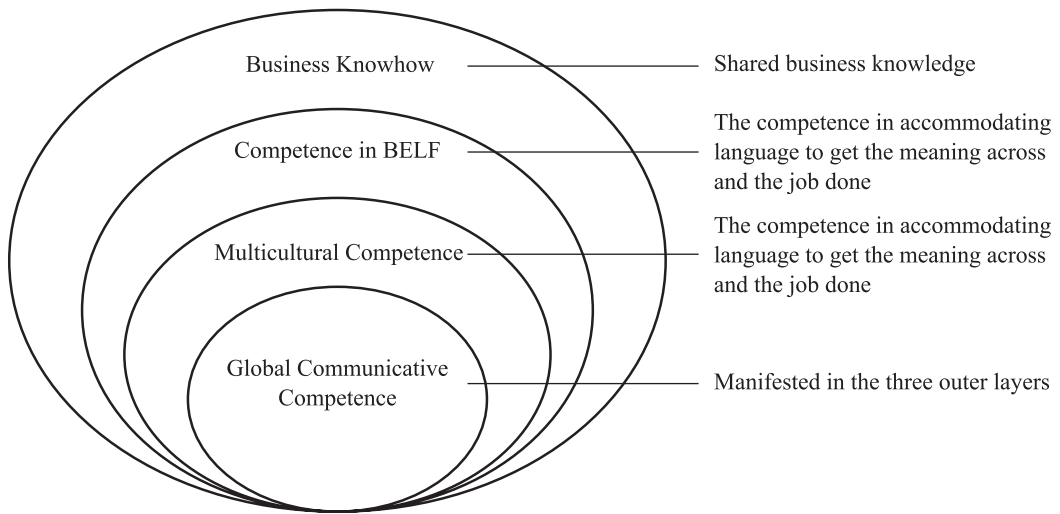 Business Knowhow
Shared business knowledge
Competence in BELF
The competence in accommodating
language to get the meaning across
and the job done
Multicultural Competence
The competence in accommodating
language to get the meaning across
and the job done
Global Communicative
Competence
Manifested in the three outer layers